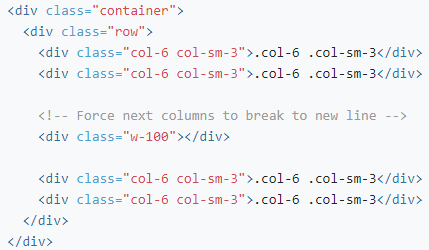 <div class="container">
  <div class="row">
    <div class="col-6 col-sm-3">.col-6 .col-sm-3</div>
    <div class="col-6 col-sm-3">.col-6 .col-sm-3</div>

    <!-- Force next columns to break to new line -->
    <div class="w-100"></div>

    <div class="col-6 col-sm-3">.col-6 .col-sm-3</div>
    <div class="col-6 col-sm-3">.col-6 .col-sm-3</div>
  </div>
</div>